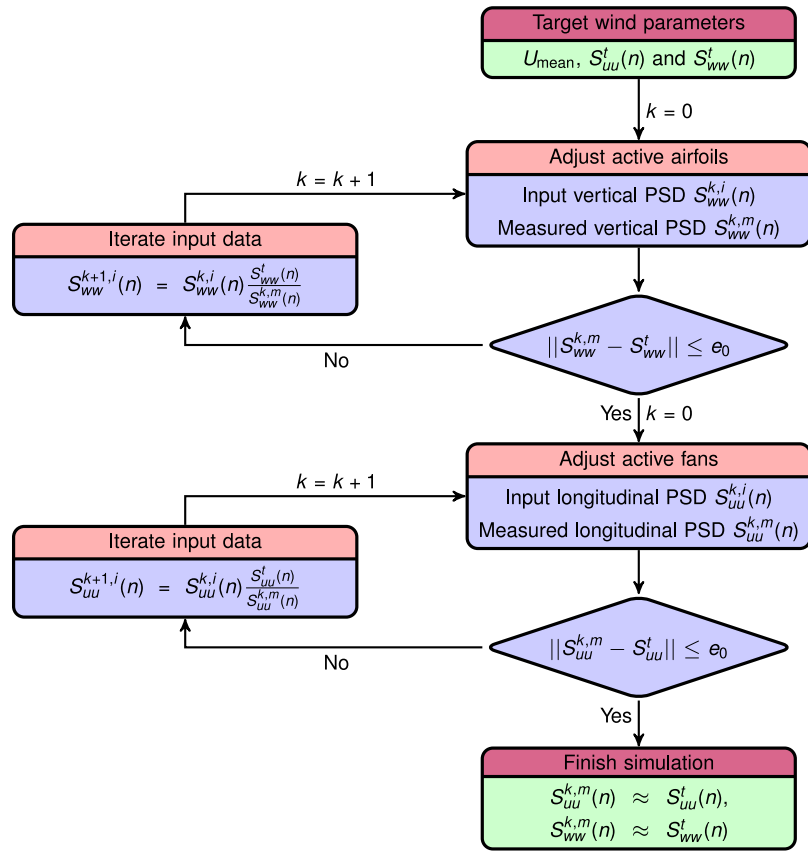 Target wind parameters
U_mean, S^t_uu(n) and S^t_ww(n)
k = 0
Adjust active airfoils
Input vertical PSD S^{k,i}_ww(n)
Measured vertical PSD S^{k,m}_ww(n)
k = k + 1
Iterate input data
S^{k+1,i}_ww(n) = S^{k,i}_ww(n) S^t_ww(n)/S^{k,m}_ww(n)
||S^{k,m}_ww − S^t_ww|| ≤ e_0
No
Yes k = 0
Adjust active fans
Input longitudinal PSD S^{k,i}_uu(n)
Measured longitudinal PSD S^{k,m}_uu(n)
k = k + 1
Iterate input data
S^{k+1,i}_uu(n) = S^{k,i}_uu(n) S^t_uu(n)/S^{k,m}_uu(n)
||S^{k,m}_uu − S^t_uu|| ≤ e_0
No
Yes
Finish simulation
S^{k,m}_uu(n) ≈ S^t_uu(n),
S^{k,m}_ww(n) ≈ S^t_ww(n)